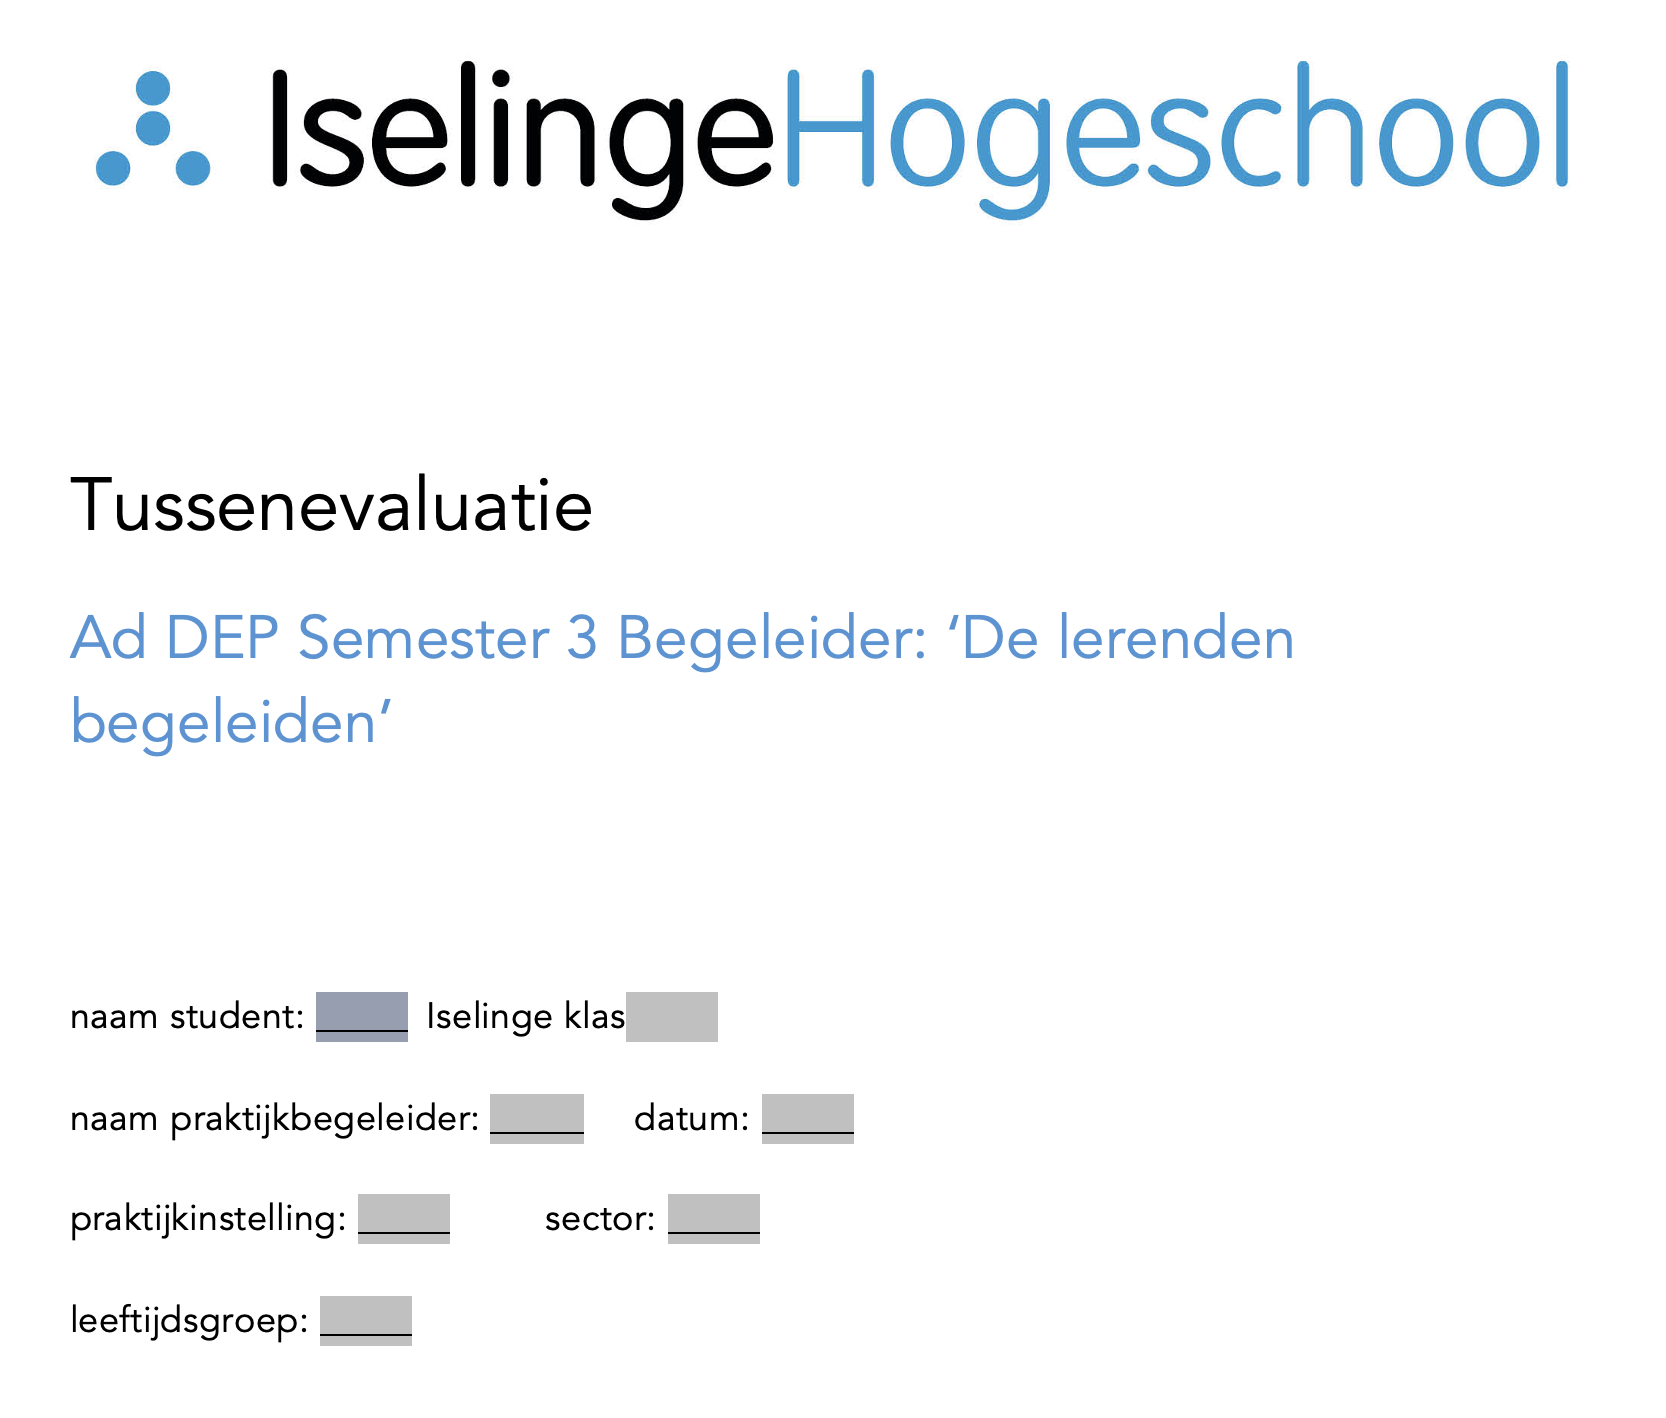 IselingeHogeschool
Tussenevaluatie
Ad DEP Semester 3 Begeleider: ‘De lerenden
begeleiden’
naam student: Iselinge klas
naam praktijkbegeleider: datum:
praktijkinstelling: sector:
leeftijdsgroep: